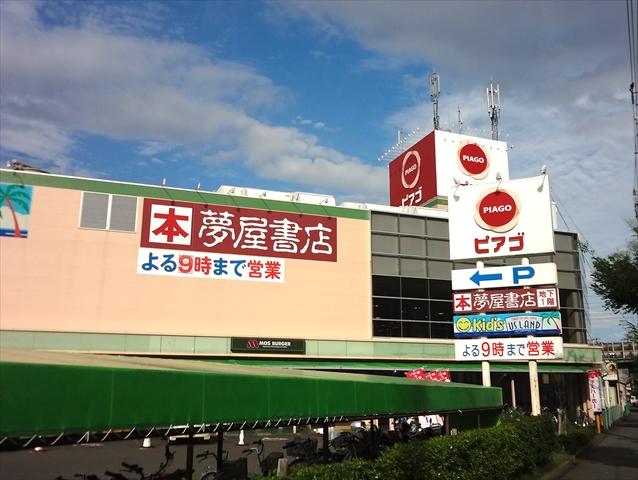 本 夢屋書店
よる9時まで営業
MOS BURGER
PIAGO
ピアゴ
PIAGO
PIAGO
ピアゴ
P
本 夢屋書店 地下1階
Kid's US.LAND
よる9時まで営業